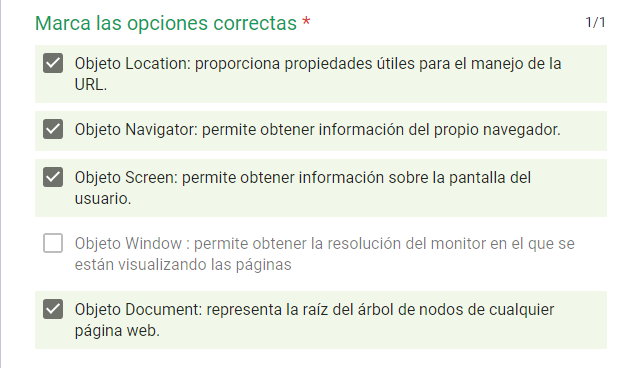 Marca las opciones correctas *
1/1
Objeto Location: proporciona propiedades útiles para el manejo de la
URL.
Objeto Navigator: permite obtener información del propio navegador.
Objeto Screen: permite obtener información sobre la pantalla del
usuario.
Objeto Window : permite obtener la resolución del monitor en el que se
están visualizando las páginas
Objeto Document: representa la raíz del árbol de nodos de cualquier
página web.